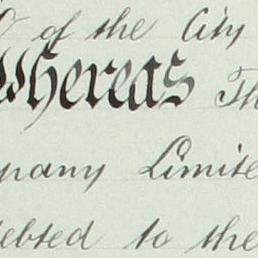 of the City
Whereas Th
pany Limite
ebted to the